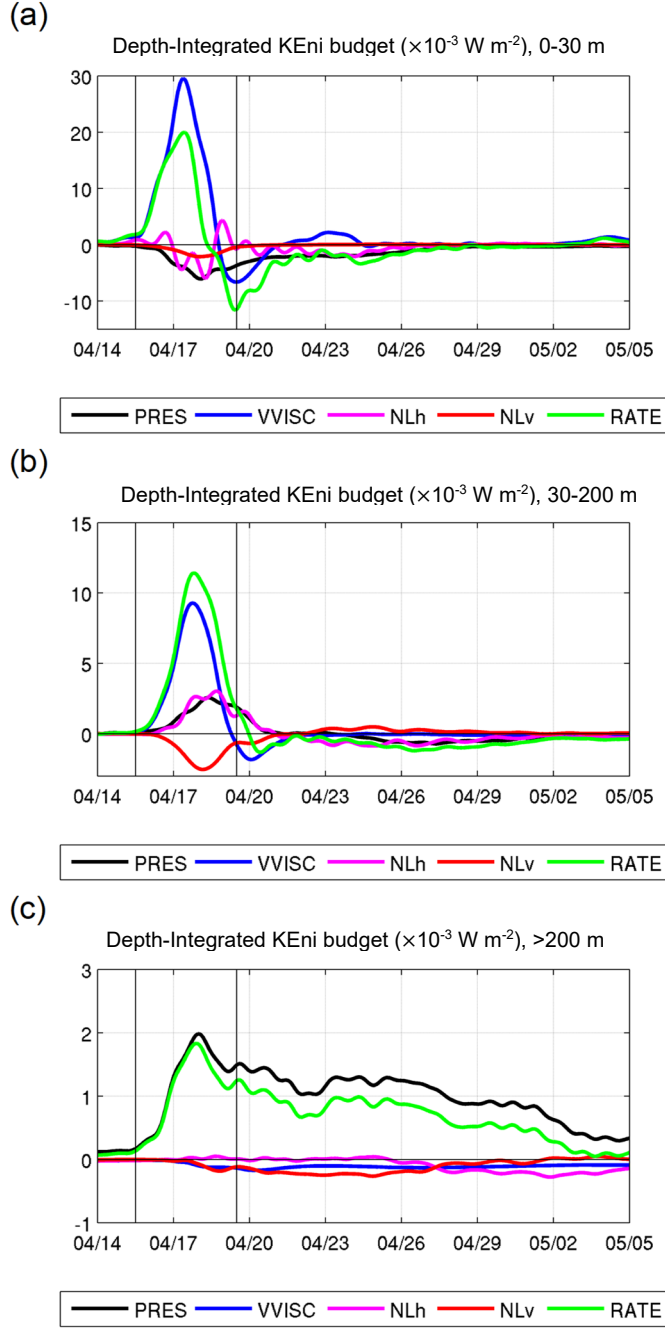 (a)
Depth-Integrated KEni budget (×10⁻³ W m⁻²), 0-30 m
30
20
10
0
-10
04/14 04/17 04/20 04/23 04/26 04/29 05/02 05/05
PRES VVISC NLh NLv RATE
(b)
Depth-Integrated KEni budget (×10⁻³ W m⁻²), 30-200 m
15
10
5
0
04/14 04/17 04/20 04/23 04/26 04/29 05/02 05/05
PRES VVISC NLh NLv RATE
(c)
Depth-Integrated KEni budget (×10⁻³ W m⁻²), >200 m
3
2
1
0
-1
04/14 04/17 04/20 04/23 04/26 04/29 05/02 05/05
PRES VVISC NLh NLv RATE